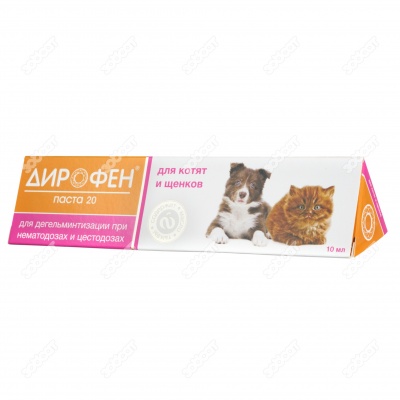 ДИРОФЕН®
паста 20
для дегельминтизации при
нематодозах и цестодозах
для котят
и щенков
10 мл